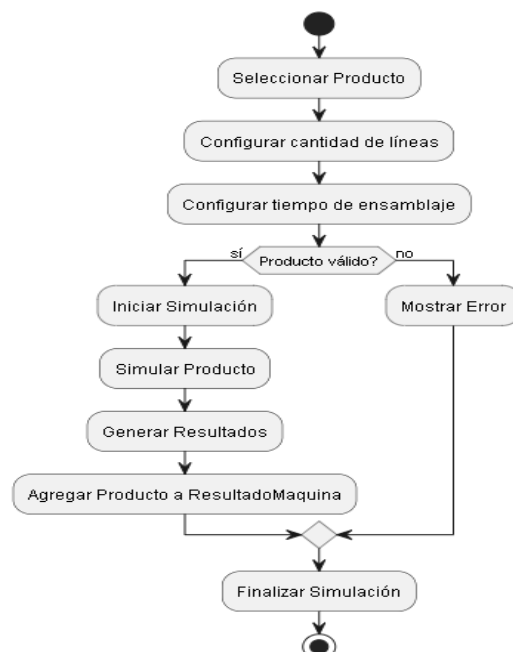 Seleccionar Producto
Configurar cantidad de líneas
Configurar tiempo de ensamblaje
sí
Producto válido?
no
Iniciar Simulación
Mostrar Error
Simular Producto
Generar Resultados
Agregar Producto a ResultadoMaquina
Finalizar Simulación